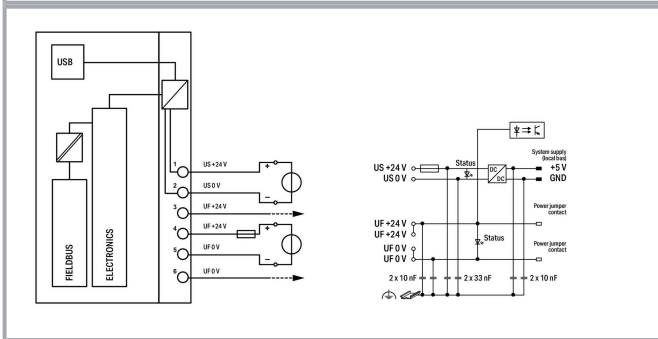 USB
FIELDBUS
ELECTRONICS
1
US +24 V
+
2
US 0 V
−
3
UF +24 V
4
UF +24 V
+
5
UF 0 V
−
6
UF 0 V
US +24 V
US 0 V
Status
DC
DC
System supply
(local bus)
+5 V
GND
UF +24 V
UF +24 V
Power jumper
contact
Status
UF 0 V
UF 0 V
Power jumper
contact
2 x 10 nF
2 x 33 nF
2 x 10 nF